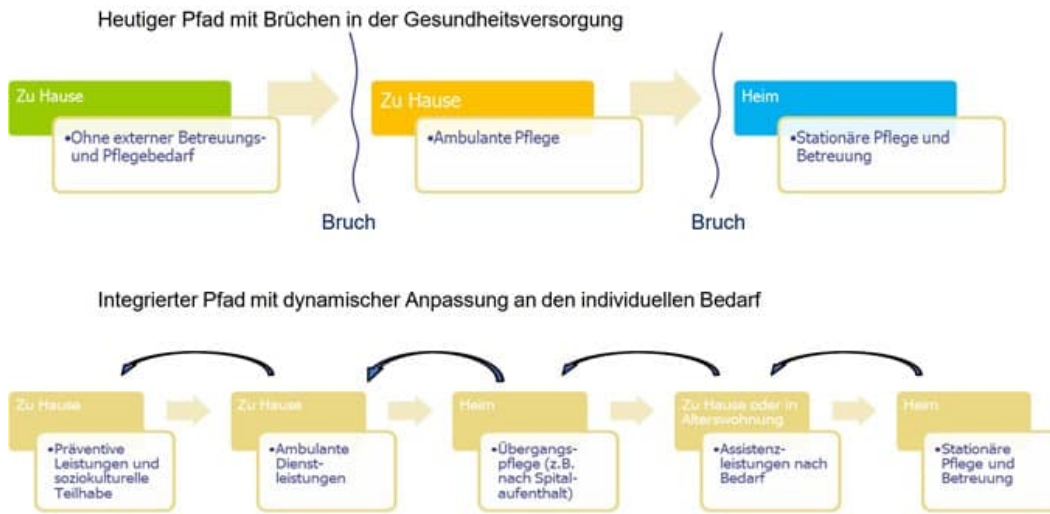 Heutiger Pfad mit Brüchen in der Gesundheitsversorgung
Zu Hause
•Ohne externer Betreuungs-
und Pflegebedarf
Zu Hause
•Ambulante Pflege
Heim
•Stationäre Pflege und
Betreuung
Bruch
Bruch
Integrierter Pfad mit dynamischer Anpassung an den individuellen Bedarf
Zu Hause
•Präventive
Leistungen und
soziokulturelle
Teilhabe
Zu Hause
•Ambulante
Dienst-
leistungen
Heim
•Übergangs-
pflege (z.B.
nach Spital-
aufenthalt)
Zu Hause oder in
Alterswohnung
•Assistenz-
leistungen nach
Bedarf
Heim
•Stationäre
Pflege und
Betreuung